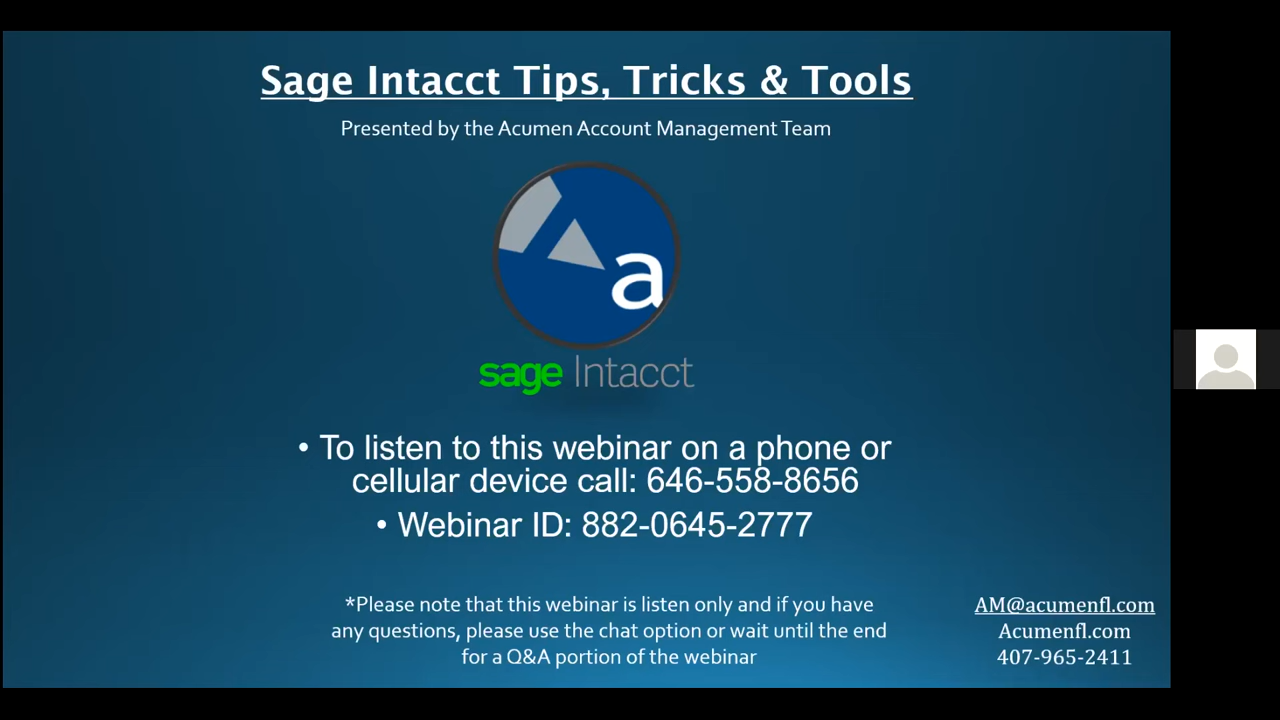 Sage Intacct Tips, Tricks & Tools
Presented by the Acumen Account Management Team
a
sage Intacct
• To listen to this webinar on a phone or
cellular device call: 646-558-8656
• Webinar ID: 882-0645-2777
*Please note that this webinar is listen only and if you have
any questions, please use the chat option or wait until the end
for a Q&A portion of the webinar
AM@acumenfl.com
Acumenfl.com
407-965-2411